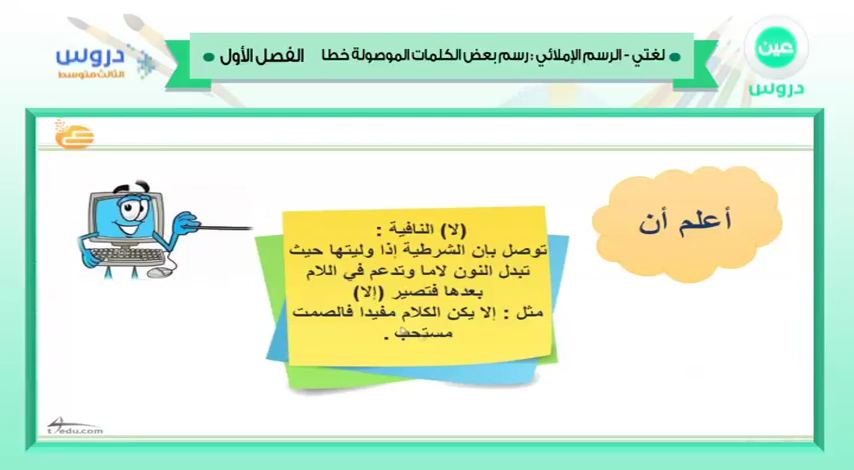 عين
دروس
لغتي - الرسم الإملائي : رسم بعض الكلمات الموصولة خطا الفصل الأول
دروس
الثالث متوسط
أعلم أن
(لا) النافية :
توصل بإن الشرطية إذا وليتها حيث
تبدل النون لاما وتدعم في اللام
بعدها فتصير (إلا)
مثل : إلا يكن الكلام مفيدا فالصمت
مستحب .
t4edu.com